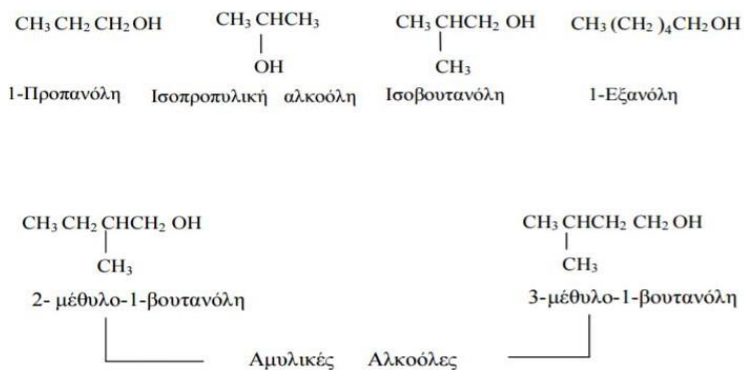 CH₃ CH₂ CH₂ OH CH₃ CHCH₃ CH₃ CHCH₂ OH CH₃ (CH₂ )₄CH₂ OH
OH CH₃
1-Προπανόλη Ισοπροπυλική αλκοόλη Ισοβουτανόλη 1-Εξανόλη
CH₃ CH₂ CHCH₂ OH CH₃ CHCH₂ CH₂OH
CH₃ CH₃
2- μέθυλο-1-βουτανόλη 3-μέθυλο-1-βουτανόλη
Αμυλικές Αλκοόλες